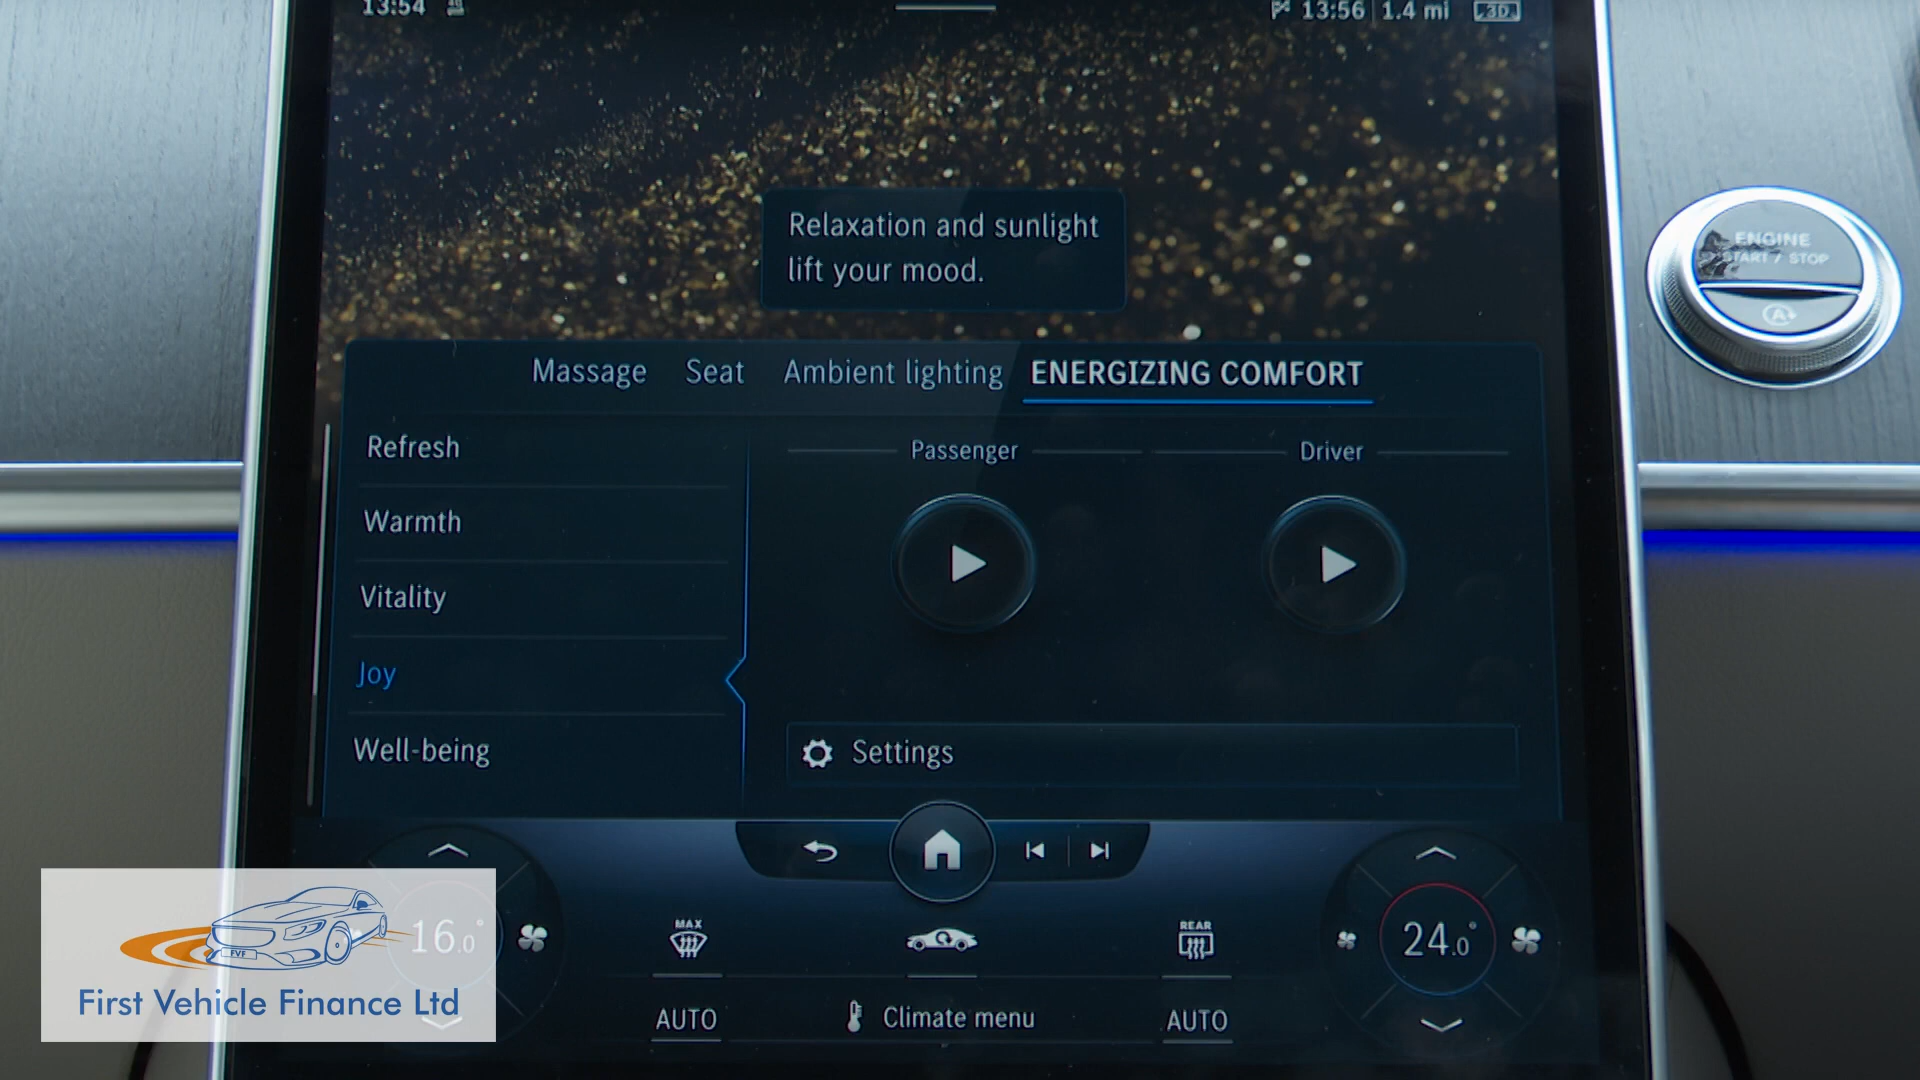 13:54
13:56 1.4 mi 3D
Relaxation and sunlight
lift your mood.
ENGINE
START / STOP
A
Massage Seat Ambient lighting ENERGIZING COMFORT
Refresh
Passenger Driver
Warmth
Vitality
Joy
Well-being
Settings
16.0°
MAX
REAR
24.0°
FVF
First Vehicle Finance Ltd
AUTO
Climate menu
AUTO